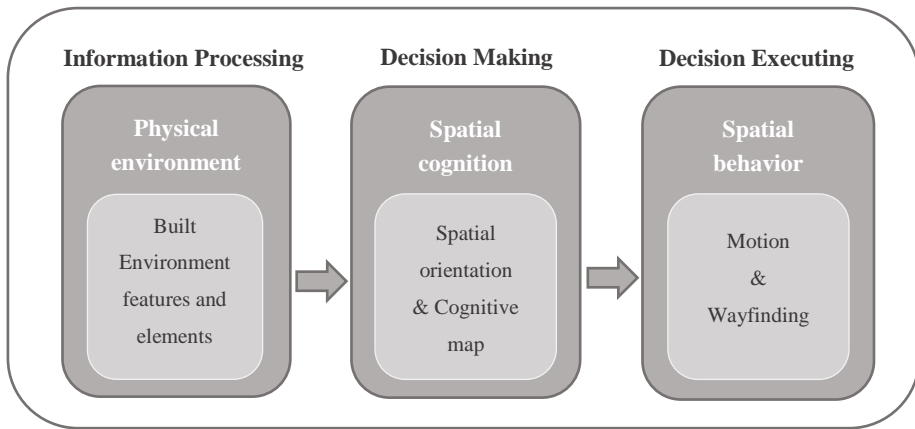 Information Processing
Decision Making
Decision Executing
Physical
environment
Built
Environment
features and
elements
Spatial
cognition
Spatial
orientation
& Cognitive
map
Spatial
behavior
Motion
&
Wayfinding